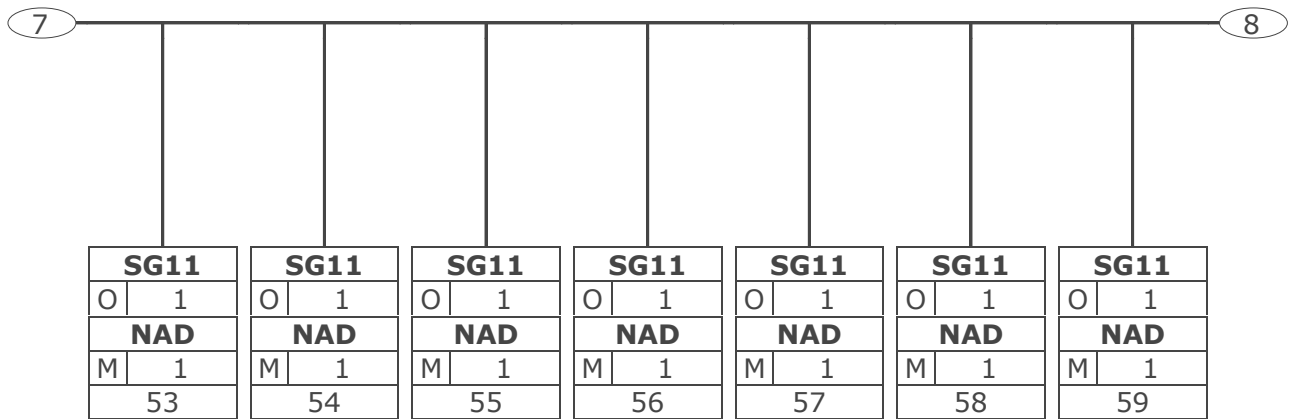 7 8
SG11 SG11 SG11 SG11 SG11 SG11 SG11
O 1 O 1 O 1 O 1 O 1 O 1 O 1
NAD NAD NAD NAD NAD NAD NAD
M 1 M 1 M 1 M 1 M 1 M 1 M 1
53 54 55 56 57 58 59